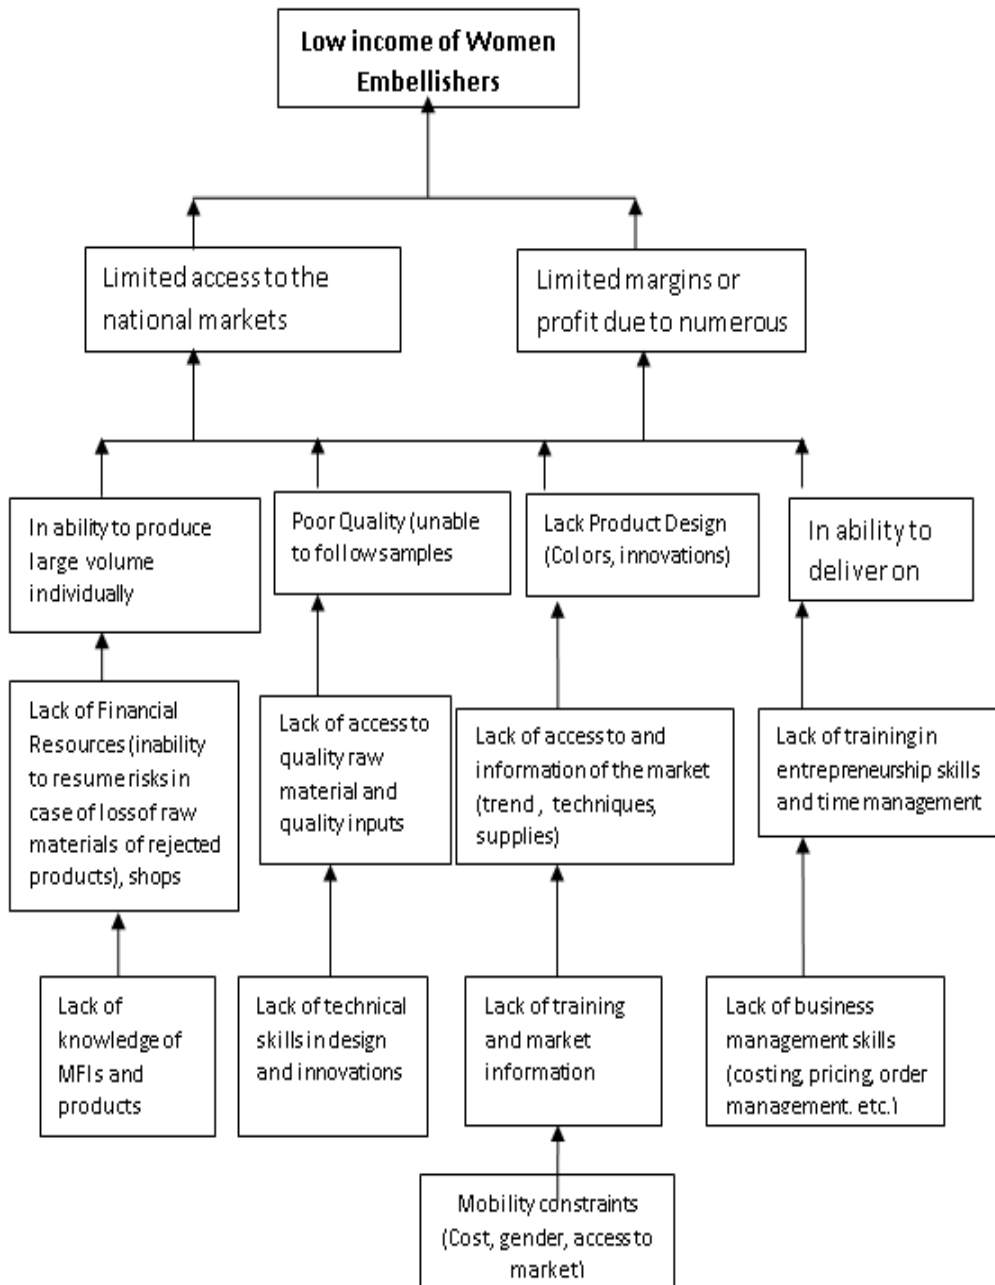 Low income of Women
Embellishers
Limited access to the
national markets
Limited margins or
profit due to numerous
In ability to produce
large volume
individually
Poor Quality (unable
to follow samples
Lack Product Design
(Colors, innovations)
In ability to
deliver on
Lack of Financial
Resources (inability
to resume risks in
case of loss of raw
materials of rejected
products), shops
Lack of access to
quality raw
material and
quality inputs
Lack of access to and
information of the market
(trend , techniques,
supplies)
Lack of training in
entrepreneurship skills
and time management
Lack of
knowledge of
MFIs and
products
Lack of technical
skills in design
and innovations
Lack of training
and market
information
Lack of business
management skills
(costing, pricing, order
management, etc.)
Mobility constraints
(Cost, gender, access to
market)